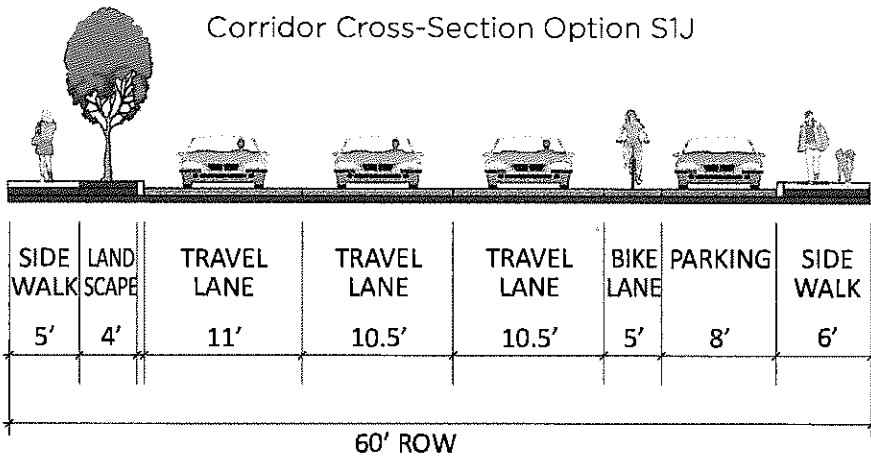 Corridor Cross-Section Option S1J
SIDE WALK 5'
LAND SCAPE 4'
TRAVEL LANE 11'
TRAVEL LANE 10.5'
TRAVEL LANE 10.5'
BIKE LANE 5'
PARKING 8'
SIDE WALK 6'
60' ROW